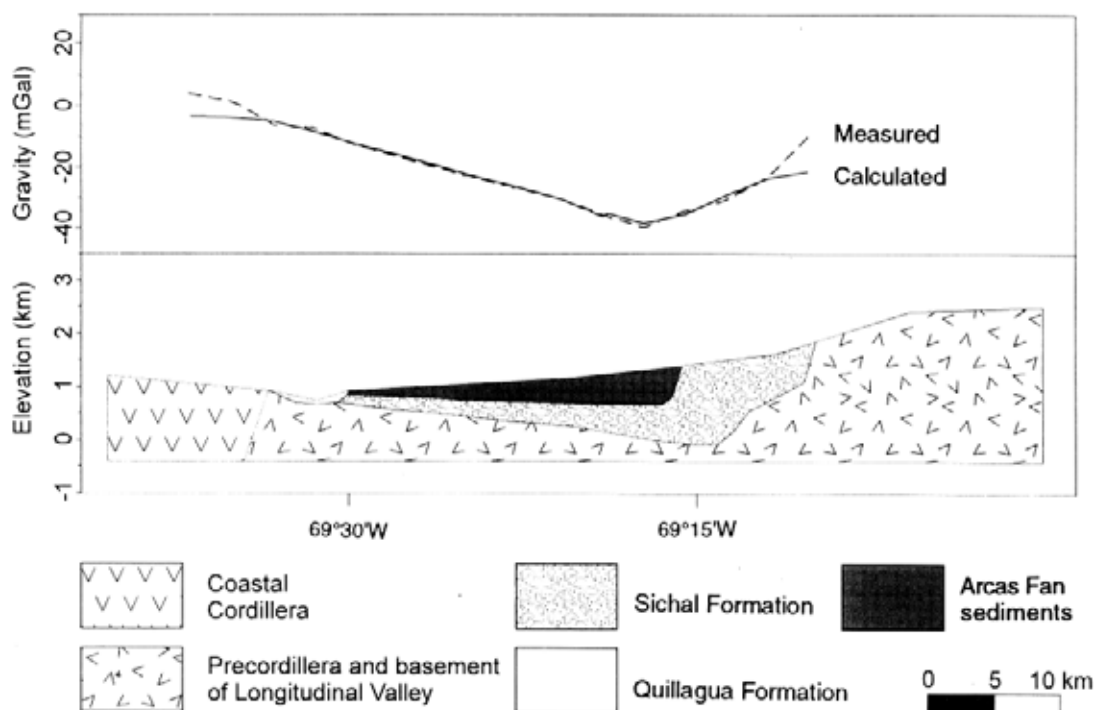 Gravity (mGal)
20
0
-20
-40
Measured
Calculated
Elevation (km)
3
2
1
0
-1
69°30'W
69°15'W
Coastal
Cordillera
Sichal Formation
Arcas Fan
sediments
Precordillera and basement
of Longitudinal Valley
Quillagua Formation
0 5 10 km